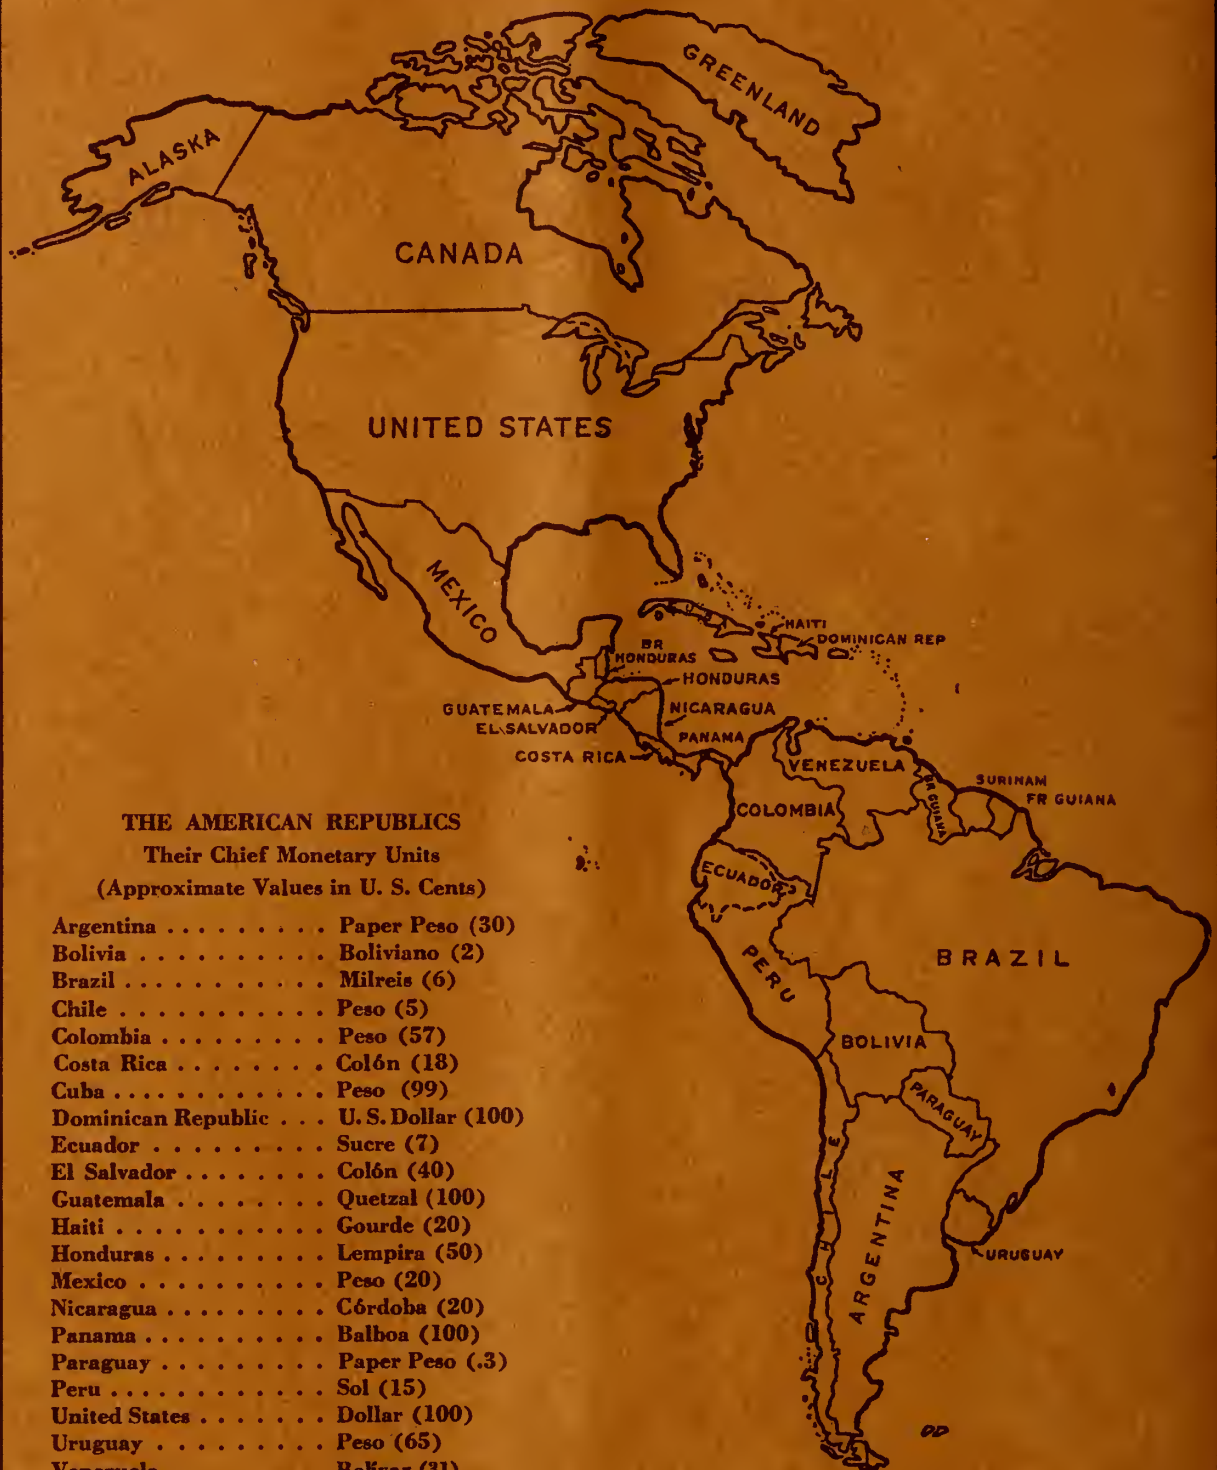 GREENLAND
ALASKA
CANADA
UNITED STATES
MEXICO
CUBA
HAITI
DOMINICAN REP
BR
HONDURAS
HONDURAS
GUATEMALA
NICARAGUA
EL SALVADOR
PANAMA
COSTA RICA
VENEZUELA
SURINAM
BR GUIANA
FR GUIANA
COLOMBIA
ECUADOR
BRAZIL
PERU
BOLIVIA
PARAGUAY
CHILE
ARGENTINA
URUGUAY
THE AMERICAN REPUBLICS
Their Chief Monetary Units
(Approximate Values in U. S. Cents)
Argentina . . . . . . . . . Paper Peso (30)
Bolivia . . . . . . . . . . Boliviano (2)
Brazil . . . . . . . . . . . Milreis (6)
Chile . . . . . . . . . . . Peso (5)
Colombia . . . . . . . . . Peso (57)
Costa Rica . . . . . . . . Colón (18)
Cuba . . . . . . . . . . . . Peso (99)
Dominican Republic . . . U. S. Dollar (100)
Ecuador . . . . . . . . . Sucre (7)
El Salvador . . . . . . . . Colón (40)
Guatemala . . . . . . . . Quetzal (100)
Haiti . . . . . . . . . . . Gourde (20)
Honduras . . . . . . . . . Lempira (50)
Mexico . . . . . . . . . . Peso (20)
Nicaragua . . . . . . . . . Córdoba (20)
Panama . . . . . . . . . . Balboa (100)
Paraguay . . . . . . . . . Paper Peso (.3)
Peru . . . . . . . . . . . . Sol (15)
United States . . . . . . . Dollar (100)
Uruguay . . . . . . . . . Peso (65)
Venezuela Bolívar (31)